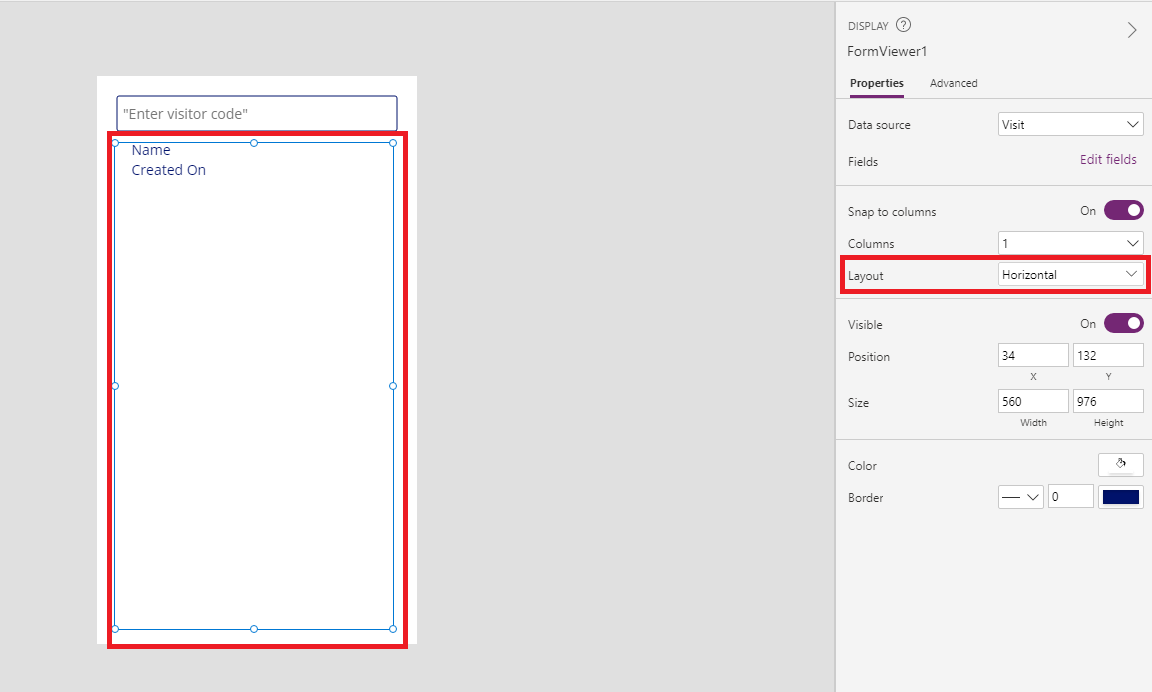 "Enter visitor code"
Name
Created On
DISPLAY ?
FormViewer1
Properties Advanced
Data source Visit
Fields Edit fields
Snap to columns On
Columns 1
Layout Horizontal
Visible On
Position 34 132
X Y
Size 560 976
Width Height
Color
Border 0